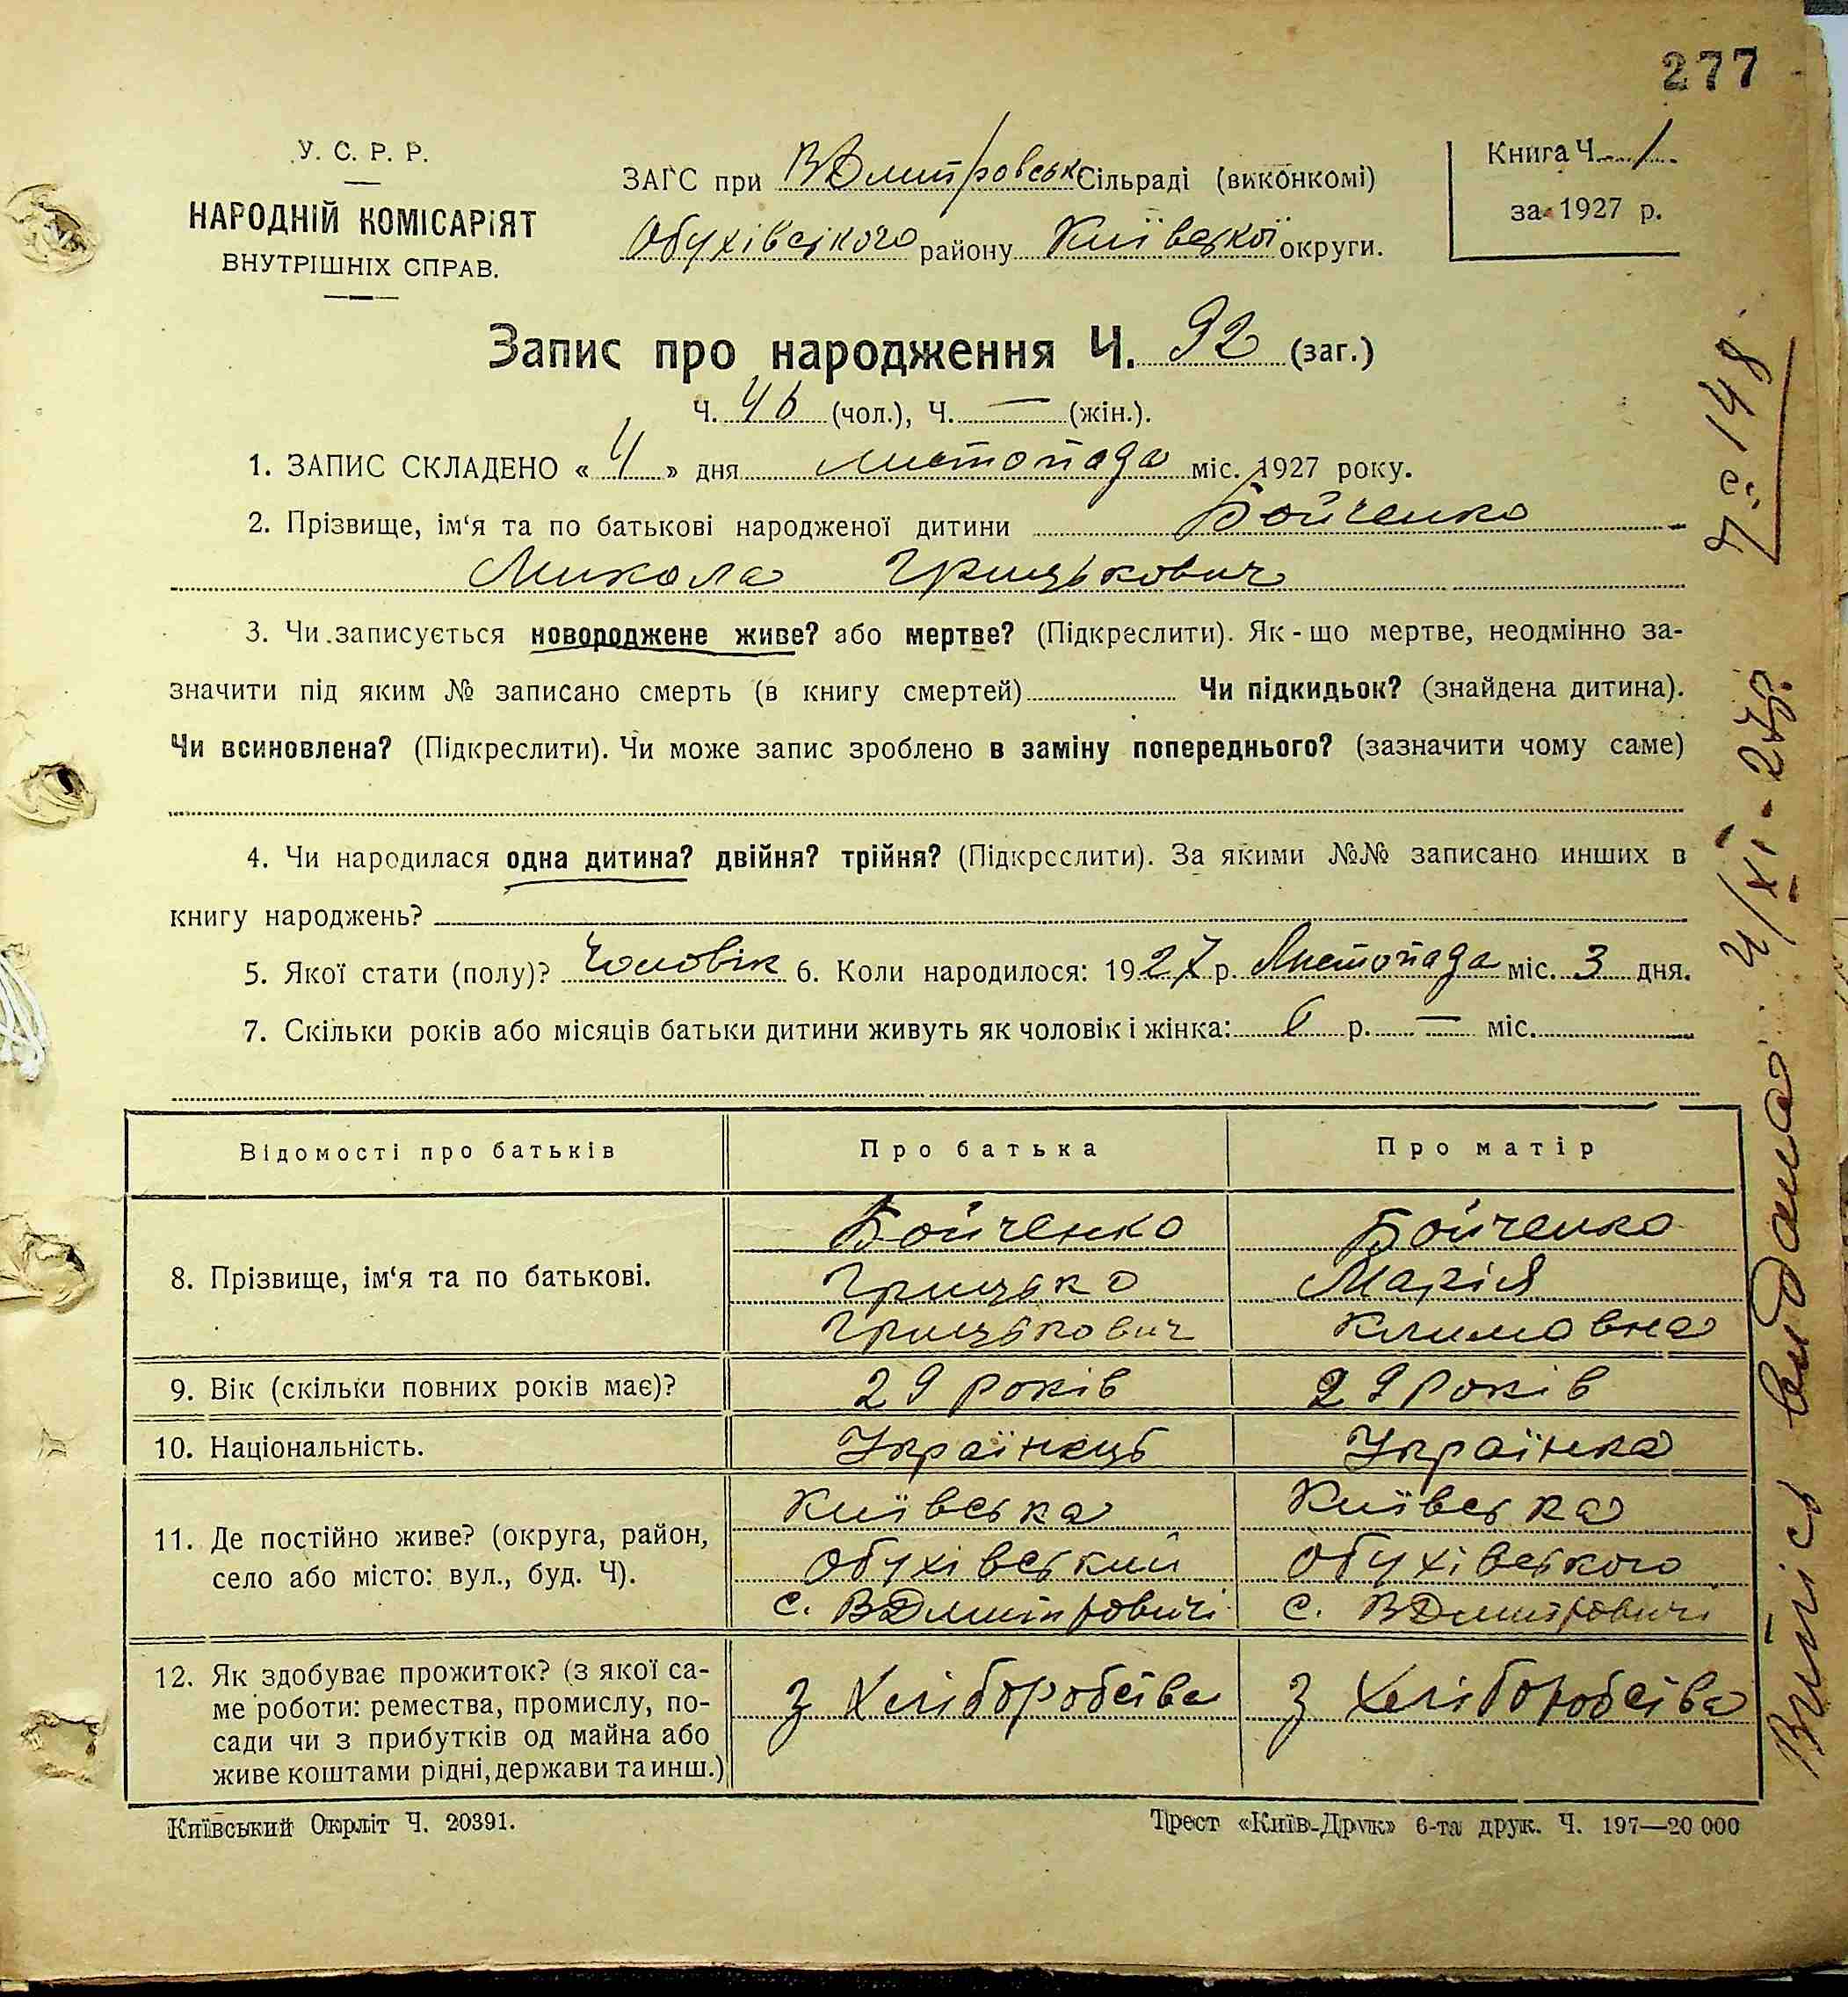 277
У. С. Р. Р.
НАРОДНІЙ КОМІСАРІЯТ
ВНУТРІШНІХ СПРАВ.
ЗАГС при ВДмитровськ Сільраді (виконкомі)
Обухівського району Київської округи.
Книга Ч. 1
за 1927 р.
Запис про народження Ч. 92 (заг.)
Ч. 46 (чол.), Ч. — (жін.).
1. ЗАПИС СКЛАДЕНО « 4 » дня листопада міс. 1927 року.
2. Прізвище, ім‘я та по батькові народженої дитини Бойченко
Микола Грицькович
3. Чи записується новороджене живе? або мертве? (Підкреслити). Як-що мертве, неодмінно за-
значити під яким № записано смерть (в книгу смертей) Чи підкидьок? (знайдена дитина).
Чи всиновлена? (Підкреслити). Чи може запис зроблено в заміну попереднього? (зазначити чому саме)
4. Чи народилася одна дитина? двійня? трійня? (Підкреслити). За якими №№ записано инших в
книгу народжень?
5. Якої стати (полу)? Чоловік 6. Коли народилося: 1927 р. Листопада міс. 3 дня.
7. Скільки років або місяців батьки дитини живуть як чоловік і жінка: 6 р. — міс.
Відомості про батьків Про батька Про матір
8. Прізвище, ім‘я та по батькові.
Бойченко Бойченко
Грицько Марія
Грицькович Климовна
9. Вік (скільки повних років має)? 29 років 29 років
10. Національність. Українець Українка
11. Де постійно живе? (округа, район,
село або місто: вул., буд. Ч).
Київська Київська
Обухівський Обухівського
с. ВДмитровичі с. ВДмитровичі
12. Як здобуває прожиток? (з якої са-
ме роботи: ремества, промислу, по-
сади чи з прибутків од майна або
живе коштами рідні, держави та инш.)
З Хліборобства З Хліборобства
Київський Окрліт Ч. 20391.
Трест «Київ-Друк» 6-та друк. Ч. 197—20 000
Випись видана 4/XI-27р.
148